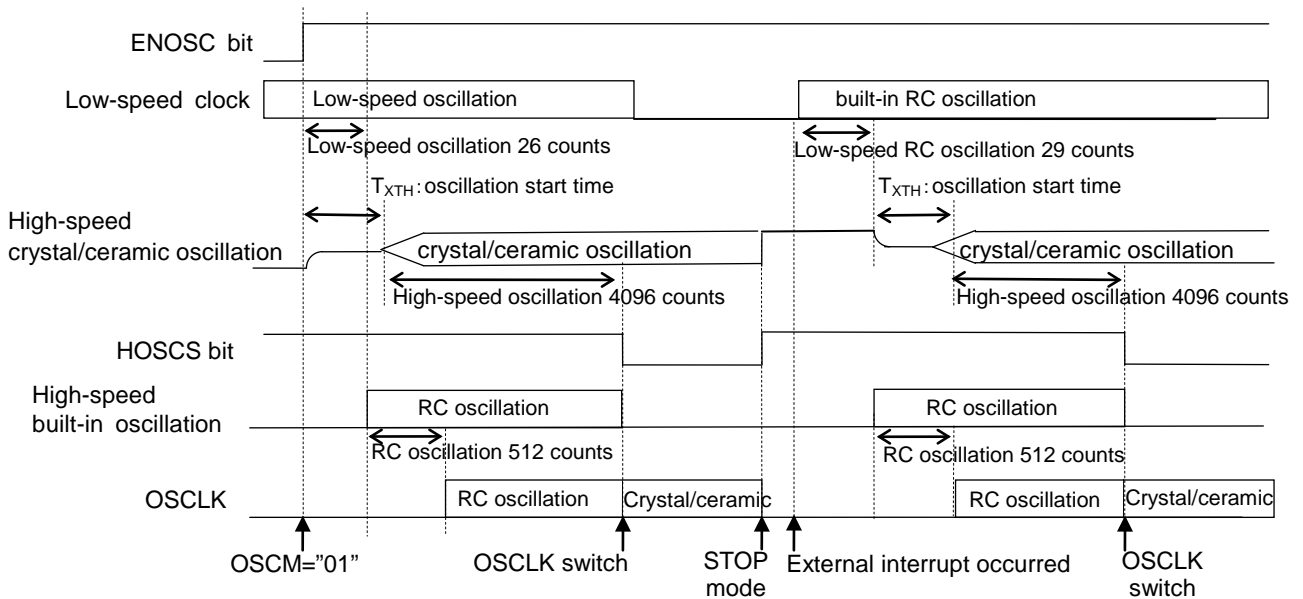 ENOSC bit
Low-speed clock
Low-speed oscillation
built-in RC oscillation
Low-speed oscillation 26 counts
Low-speed RC oscillation 29 counts
TXTH: oscillation start time
TXTH: oscillation start time
High-speed
crystal/ceramic oscillation
crystal/ceramic oscillation
crystal/ceramic oscillation
High-speed oscillation 4096 counts
High-speed oscillation 4096 counts
HOSCS bit
High-speed
built-in oscillation
RC oscillation
RC oscillation
RC oscillation 512 counts
RC oscillation 512 counts
OSCLK
RC oscillation
Crystal/ceramic
RC oscillation
Crystal/ceramic
OSCM=”01”
OSCLK switch
STOP
mode
External interrupt occurred
OSCLK
switch